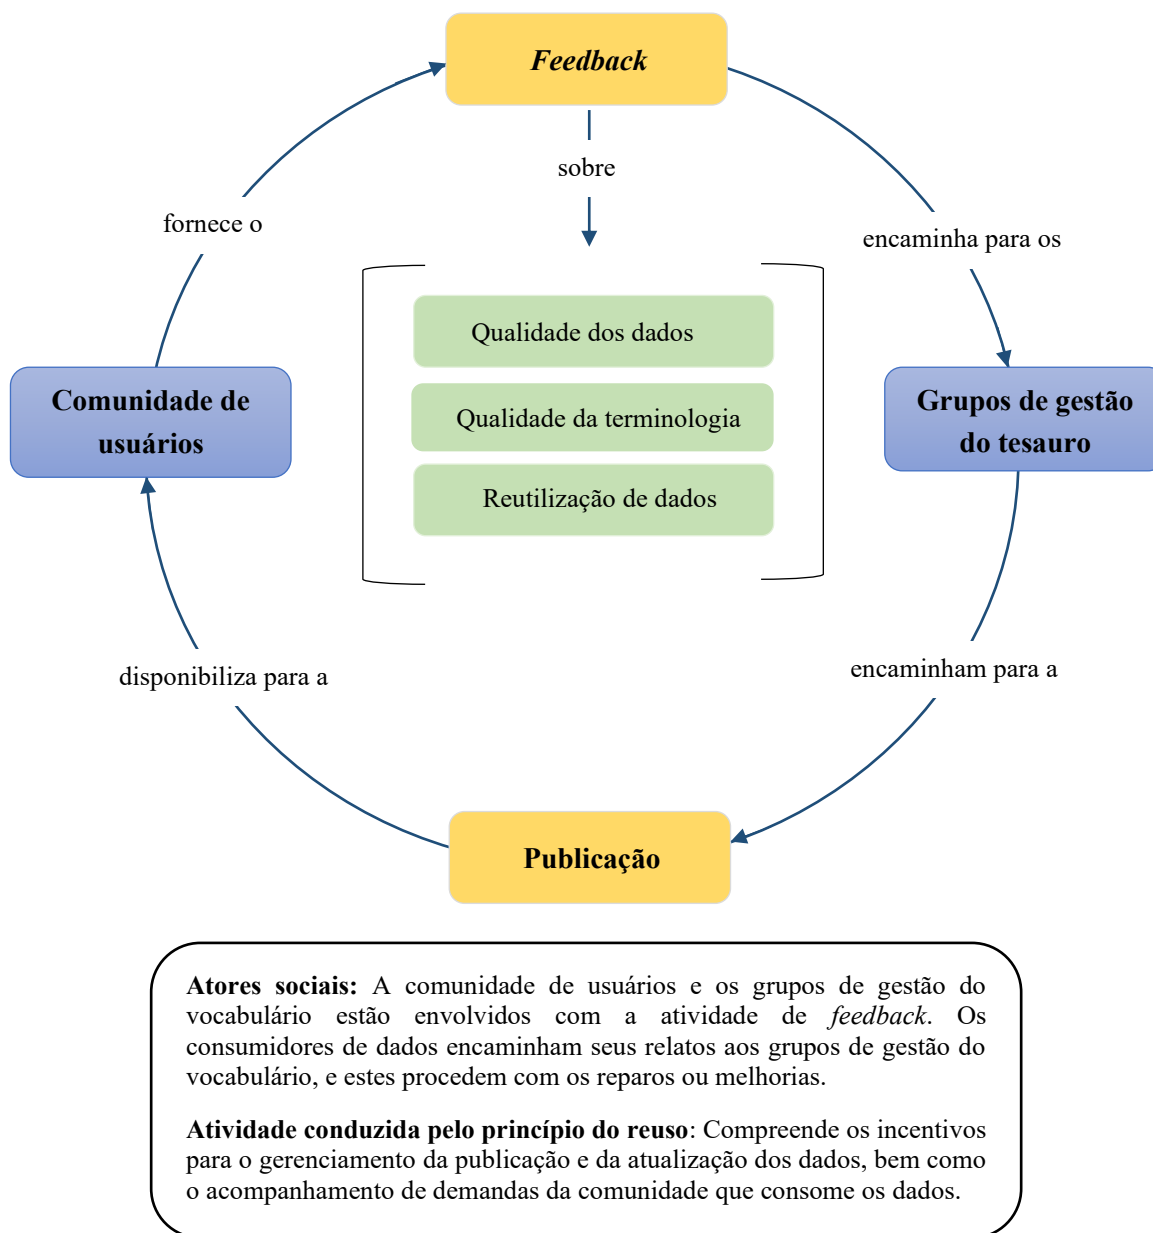 Feedback
sobre
fornece o
encaminha para os
Qualidade dos dados
Comunidade de
usuários
Qualidade da terminologia
Grupos de gestão
do tesauro
Reutilização de dados
disponibiliza para a
encaminham para a
Publicação
Atores sociais: A comunidade de usuários e os grupos de gestão do
vocabulário estão envolvidos com a atividade de feedback. Os
consumidores de dados encaminham seus relatos aos grupos de gestão do
vocabulário, e estes procedem com os reparos ou melhorias.
Atividade conduzida pelo princípio do reuso: Compreende os incentivos
para o gerenciamento da publicação e da atualização dos dados, bem como
o acompanhamento de demandas da comunidade que consome os dados.